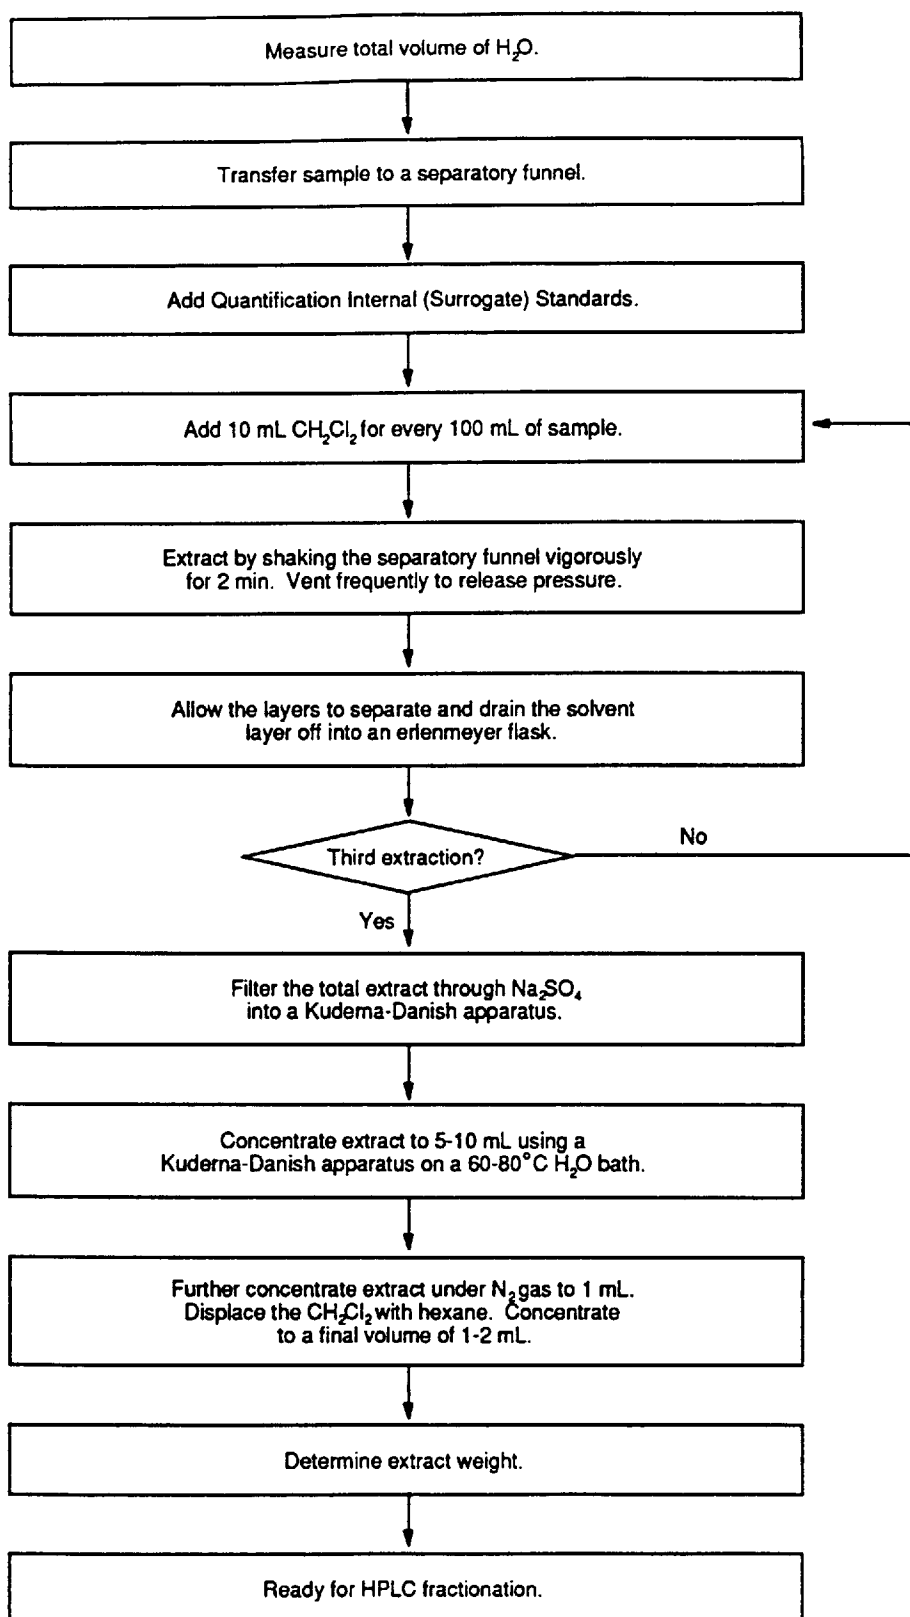 Measure total volume of H₂O.
Transfer sample to a separatory funnel.
Add Quantification Internal (Surrogate) Standards.
Add 10 mL CH₂Cl₂ for every 100 mL of sample.
Extract by shaking the separatory funnel vigorously
for 2 min. Vent frequently to release pressure.
Allow the layers to separate and drain the solvent
layer off into an erlenmeyer flask.
Third extraction?
No
Yes
Filter the total extract through Na₂SO₄
into a Kuderna-Danish apparatus.
Concentrate extract to 5-10 mL using a
Kuderna-Danish apparatus on a 60-80°C H₂O bath.
Further concentrate extract under N₂ gas to 1 mL.
Displace the CH₂Cl₂ with hexane. Concentrate
to a final volume of 1-2 mL.
Determine extract weight.
Ready for HPLC fractionation.